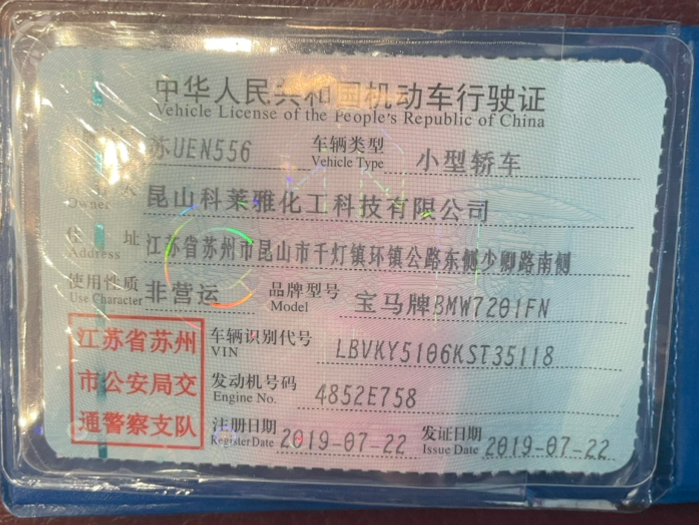 中华人民共和国机动车行驶证
Vehicle License of the People's Republic of China
苏UEN556 车辆类型 Vehicle Type 小型轿车
Owner 人 昆山科莱雅化工科技有限公司
住址 Address 江苏省苏州市昆山市千灯镇环镇公路东侧少卿路南侧
使用性质 Use Character 非营运 品牌型号 Model 宝马牌BMW7201FN
江苏省苏州
市公安局交
通警察支队
车辆识别代号 VIN LBVKY5106KST35118
发动机号码 Engine No. 4852E758
注册日期 Register Date 2019-07-22 发证日期 Issue Date 2019-07-22